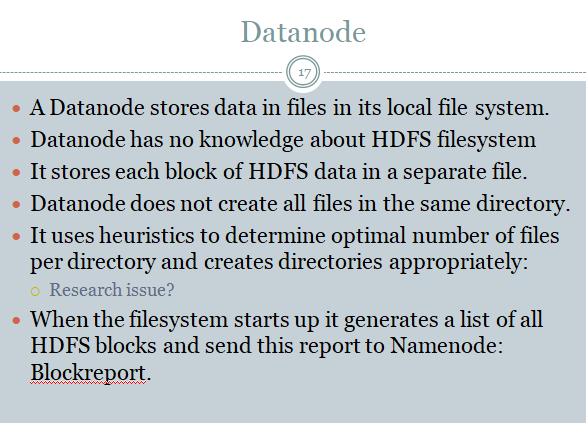 Datanode
17
A Datanode stores data in files in its local file system.
Datanode has no knowledge about HDFS filesystem
It stores each block of HDFS data in a separate file.
Datanode does not create all files in the same directory.
It uses heuristics to determine optimal number of files
per directory and creates directories appropriately:
Research issue?
When the filesystem starts up it generates a list of all
HDFS blocks and send this report to Namenode:
Blockreport.